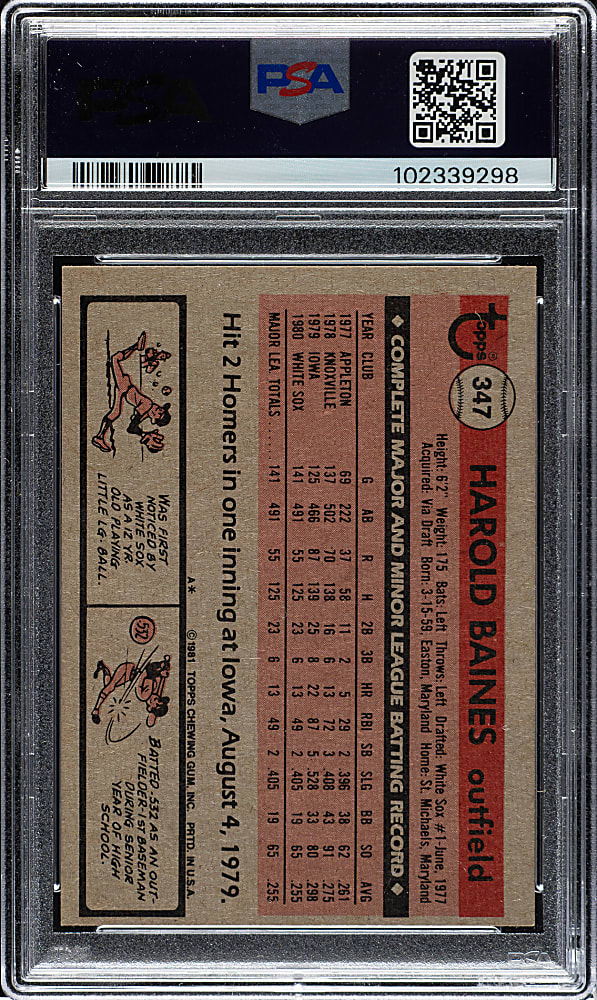 PSA
PSA
102339298
Topps®
347
HAROLD BAINES outfield
Height: 6'2" Weight: 175 Bats: Left Throws: Left Drafted: White Sox #1-June, 1977
Acquired: Via Draft Born: 3-15-59, Easton, Maryland Home: St. Michaels, Maryland
◆ COMPLETE MAJOR AND MINOR LEAGUE BATTING RECORD ◆
YEAR CLUB G AB R H 2B 3B HR RBI SB SLG BB SO AVG
1977 APPLETON 69 222 37 58 11 2 5 29 2 .396 38 62 .261
1978 KNOXVILLE 137 502 70 138 16 6 13 72 3 .408 43 91 .275
1979 IOWA 125 466 87 139 25 8 22 87 5 .528 33 80 .298
1980 WHITE SOX 141 491 55 125 23 6 13 49 2 .405 19 65 .255
MAJOR LEA. TOTALS...... 141 491 55 125 23 6 13 49 2 .405 19 65 .255
Hit 2 Homers in one inning at Iowa, August 4, 1979.
A* © 1981 TOPPS CHEWING GUM, INC. PRTD. IN U.S.A.
WAS FIRST
NOTICED BY
WHITE SOX
AS A 12 YR.
OLD PLAYING
LITTLE LG. BALL.
532
BATTED .532 AS AN OUT-
FIELDER-1ST BASEMAN
DURING SENIOR
YEAR OF HIGH
SCHOOL.